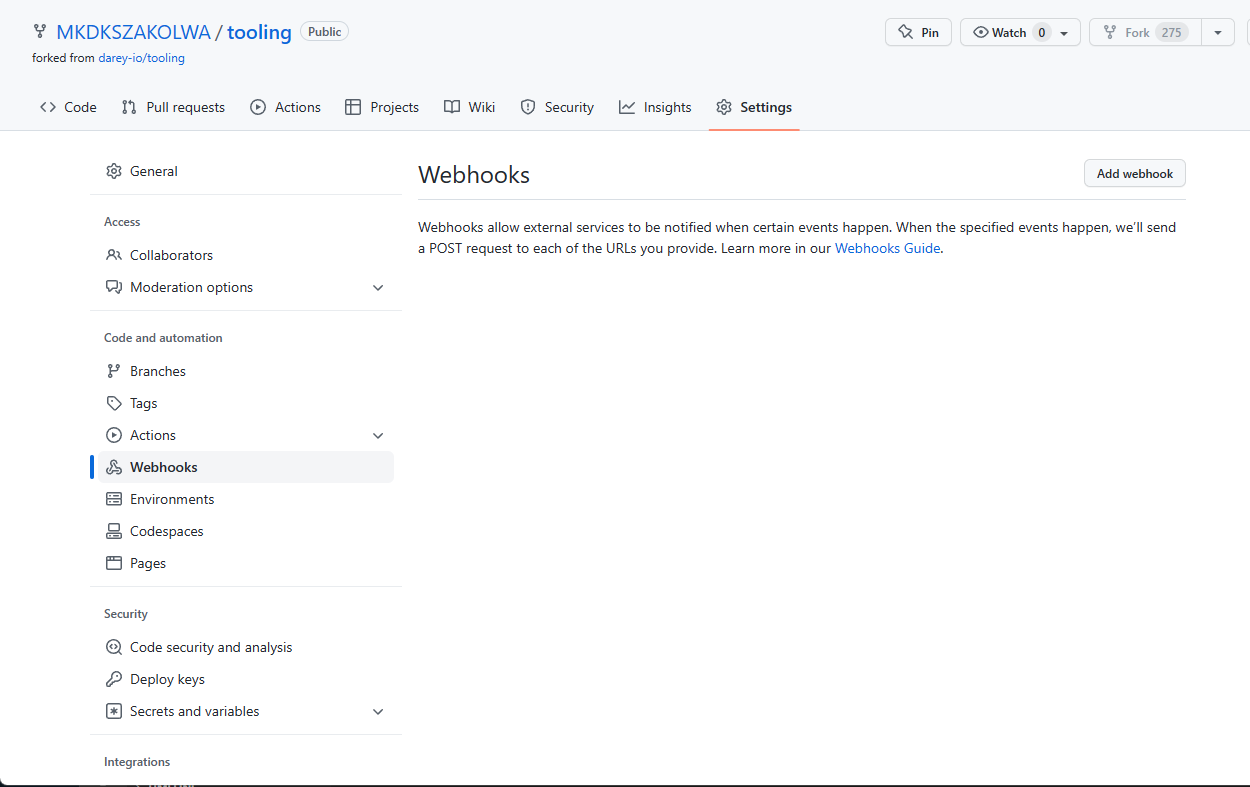 MKDKSZAKOLWA / tooling Public
Pin
Watch 0
Fork 275
forked from darey-io/tooling
Code
Pull requests
Actions
Projects
Wiki
Security
Insights
Settings
General
Access
Collaborators
Moderation options
Code and automation
Branches
Tags
Actions
Webhooks
Environments
Codespaces
Pages
Security
Code security and analysis
Deploy keys
Secrets and variables
Integrations
Webhooks
Add webhook
Webhooks allow external services to be notified when certain events happen. When the specified events happen, we’ll send
a POST request to each of the URLs you provide. Learn more in our Webhooks Guide.